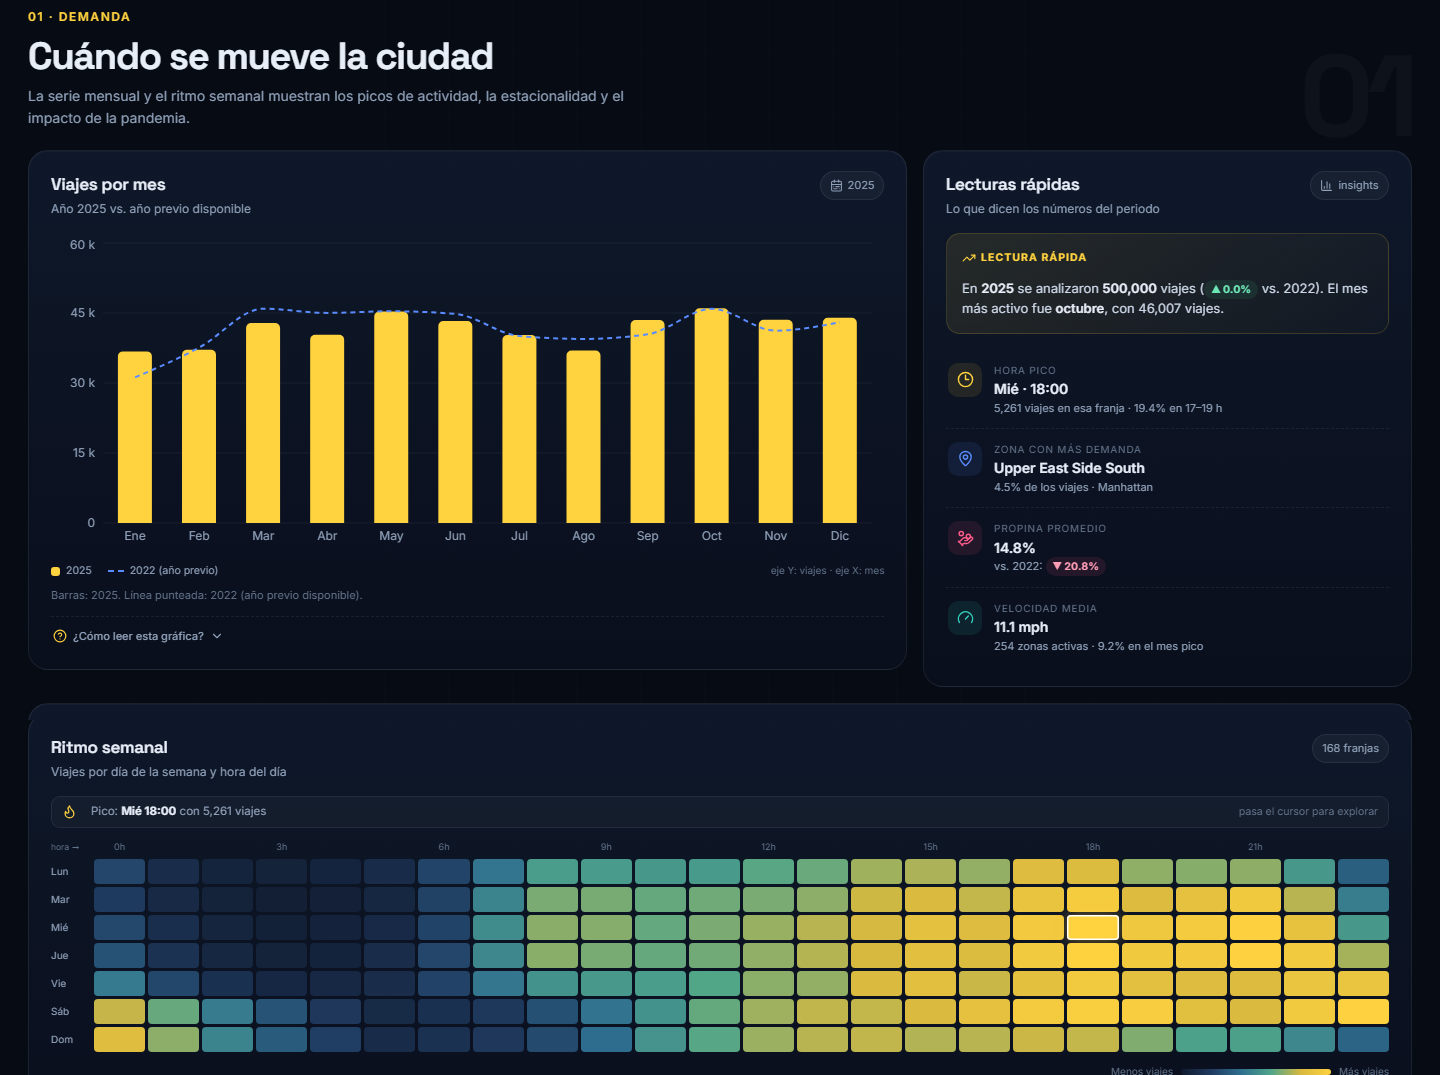 01 · DEMANDA
Cuándo se mueve la ciudad
La serie mensual y el ritmo semanal muestran los picos de actividad, la estacionalidad y el
impacto de la pandemia.
01
Viajes por mes
2025
Año 2025 vs. año previo disponible
60 k
45 k
30 k
15 k
0
Ene Feb Mar Abr May Jun Jul Ago Sep Oct Nov Dic
2025 2022 (año previo)
eje Y: viajes · eje X: mes
Barras: 2025. Línea punteada: 2022 (año previo disponible).
¿Cómo leer esta gráfica?
Lecturas rápidas
insights
Lo que dicen los números del periodo
LECTURA RÁPIDA
En 2025 se analizaron 500,000 viajes (▲0.0% vs. 2022). El mes
más activo fue octubre, con 46,007 viajes.
HORA PICO
Mié · 18:00
5,261 viajes en esa franja · 19.4% en 17–19 h
ZONA CON MÁS DEMANDA
Upper East Side South
4.5% de los viajes · Manhattan
PROPINA PROMEDIO
14.8%
vs. 2022: ▼20.8%
VELOCIDAD MEDIA
11.1 mph
254 zonas activas · 9.2% en el mes pico
Ritmo semanal
168 franjas
Viajes por día de la semana y hora del día
Pico: Mié 18:00 con 5,261 viajes
pasa el cursor para explorar
hora → 0h 3h 6h 9h 12h 15h 18h 21h
Lun
Mar
Mié
Jue
Vie
Sáb
Dom
Menos viajes Más viajes